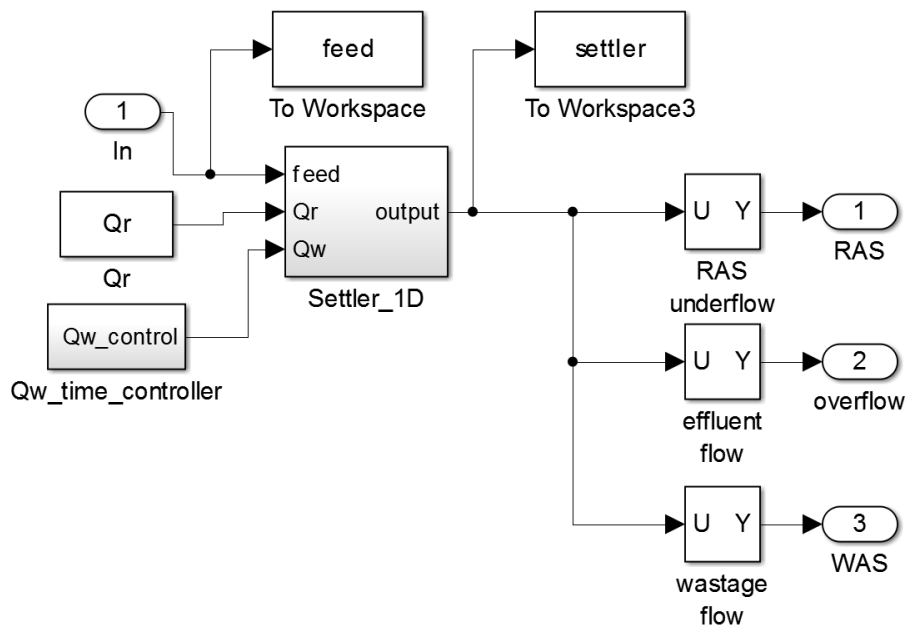 feed
To Workspace
settler
To Workspace3
1
In
feed
Qr
Qw
output
Settler_1D
Qr
Qr
Qw_control
Qw_time_controller
U Y
RAS
underflow
1
RAS
U Y
effluent
flow
2
overflow
U Y
wastage
flow
3
WAS